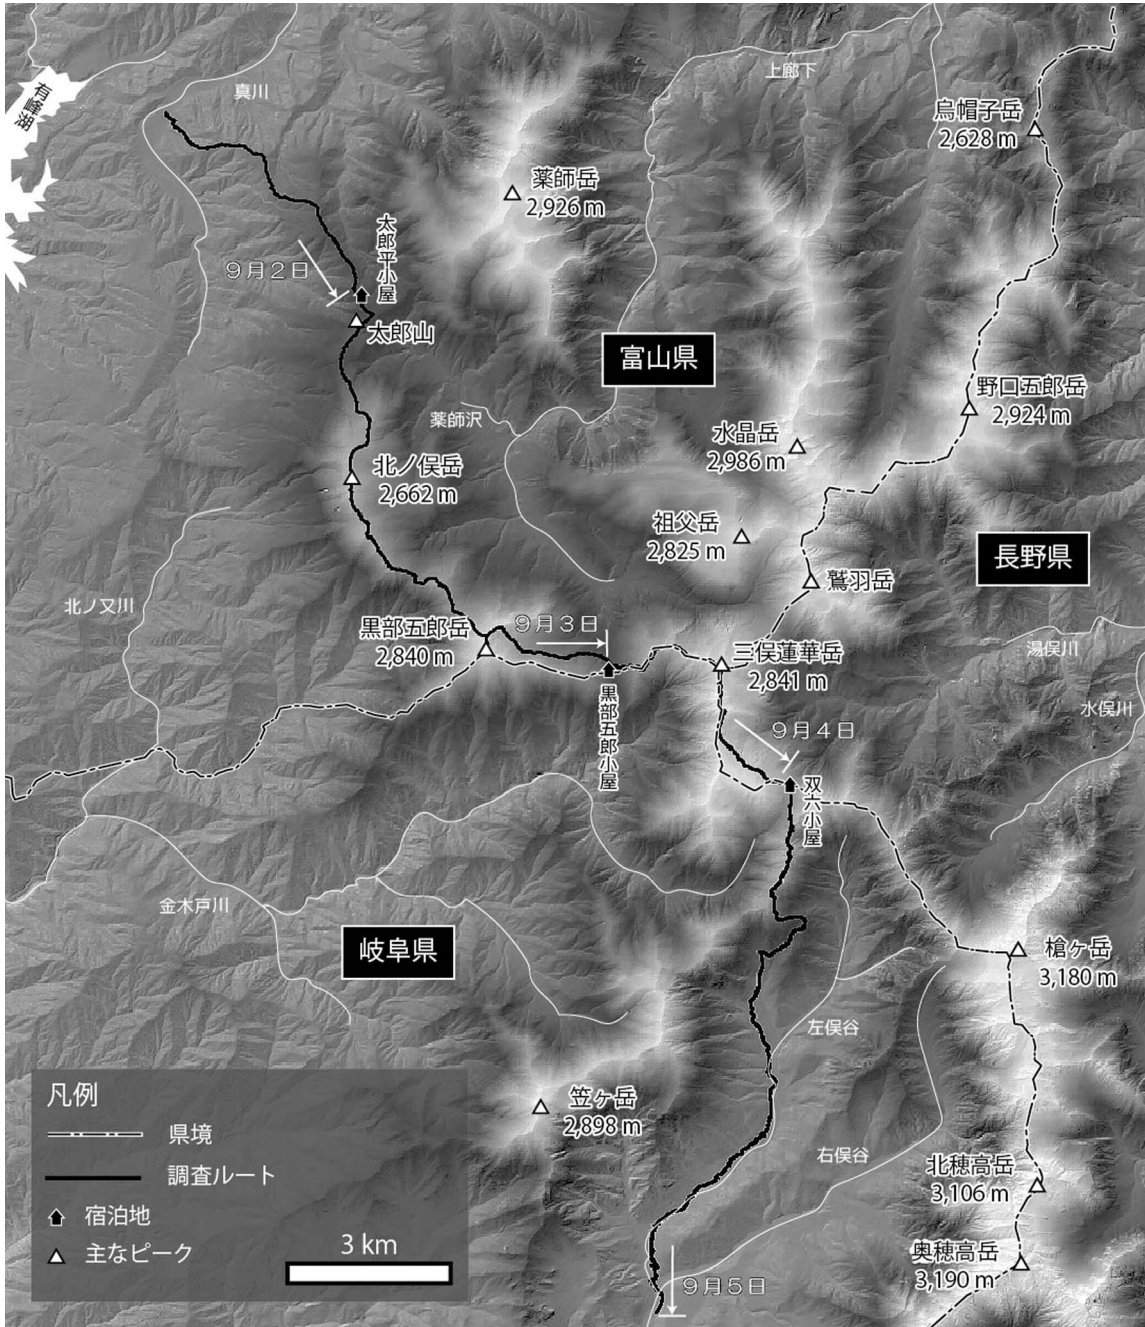 有峰湖
真川
上廊下
烏帽子岳
2,628 m
薬師岳
2,926 m
太郎平小屋
9月2日
太郎山
富山県
野口五郎岳
2,924 m
薬師沢
水晶岳
2,986 m
北ノ俣岳
2,662 m
祖父岳
2,825 m
長野県
鷲羽岳
北ノ又川
黒部五郎岳
2,840 m
9月3日
三俣蓮華岳
2,841 m
湯俣川
水俣川
黒部五郎小屋
9月4日
双六小屋
金木戸川
岐阜県
槍ヶ岳
3,180 m
左俣谷
笠ヶ岳
2,898 m
右俣谷
北穂高岳
3,106 m
奥穂高岳
3,190 m
9月5日
凡例
県境
調査ルート
宿泊地
主なピーク
3 km